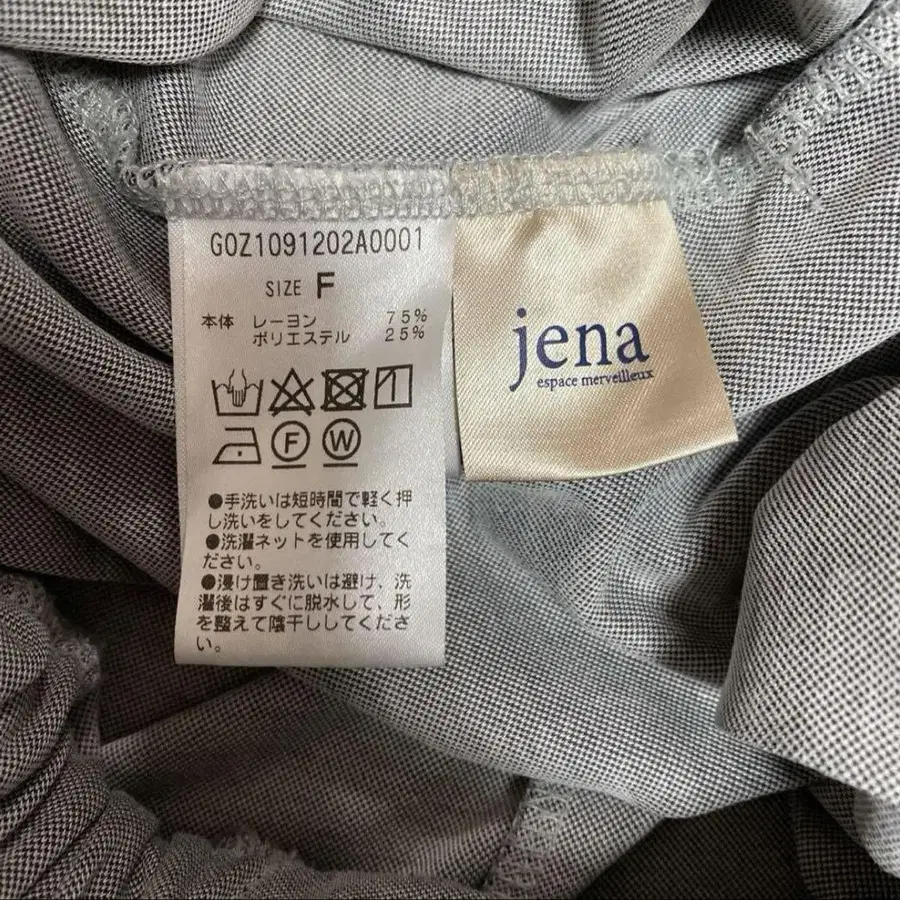 G0Z1091202A0001
SIZE F
本体 レーヨン 75%
ポリエステル 25%
F W
●手洗いは短時間で軽く押
し洗いをしてください。
●洗濯ネットを使用してく
ださい。
●浸け置き洗いは避け、洗
濯後はすぐに脱水して、形
を整えて陰干ししてくださ
い。
jena
espace merveilleux